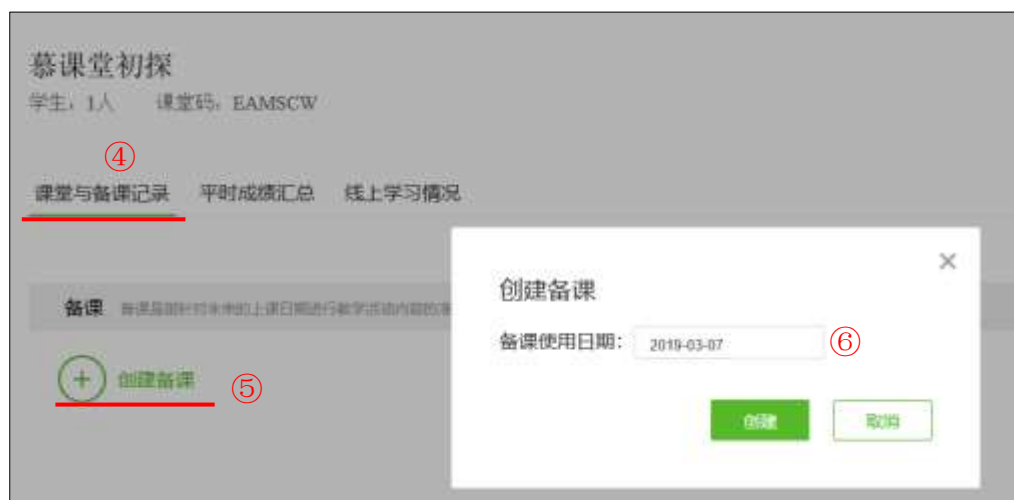 慕课堂初探
学生：1人 课堂码：EAMSCW
④
课堂与备课记录 平时成绩汇总 线上学习情况
备课
创建备课 ⑤
创建备课
备课使用日期： 2019-03-07 ⑥
创建 取消